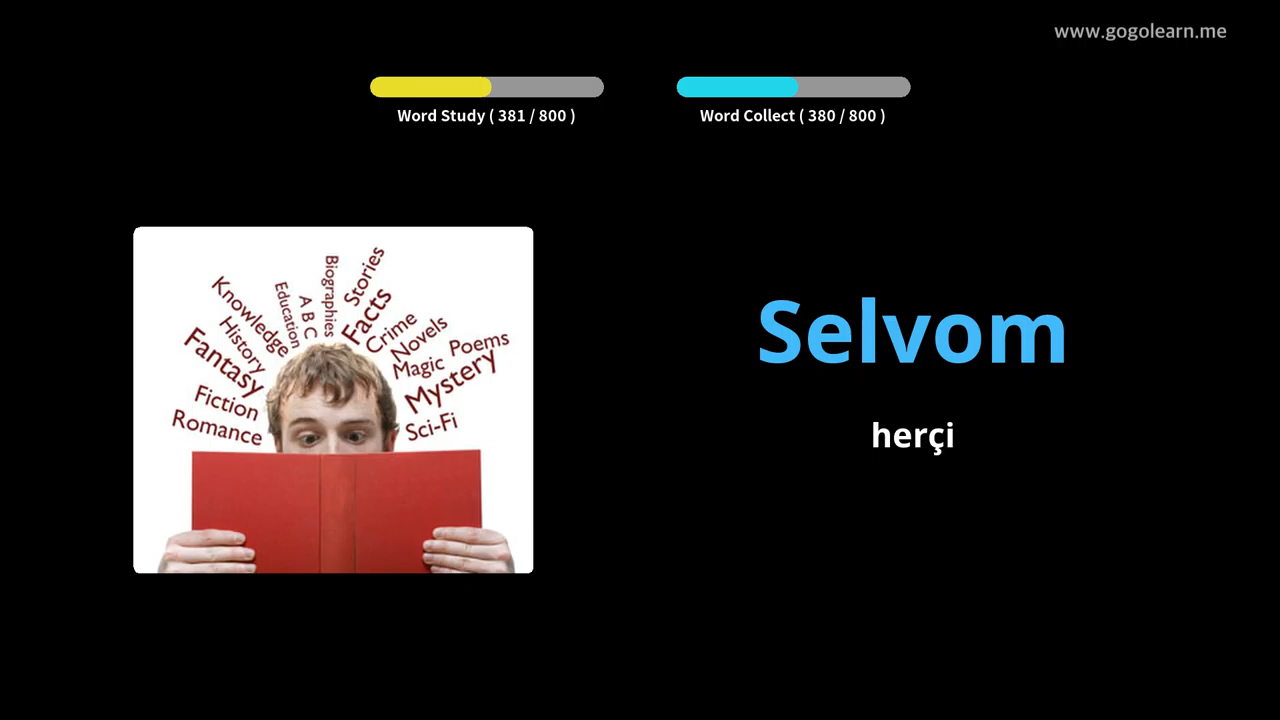 www.gogolearn.me
Word Study ( 381 / 800 )
Word Collect ( 380 / 800 )
Knowledge
History
Fantasy
Fiction
Romance
Education
A B C
Biographies
Stories
Facts
Crime
Novels
Magic
Poems
Mystery
Sci-Fi
Selvom
herçi